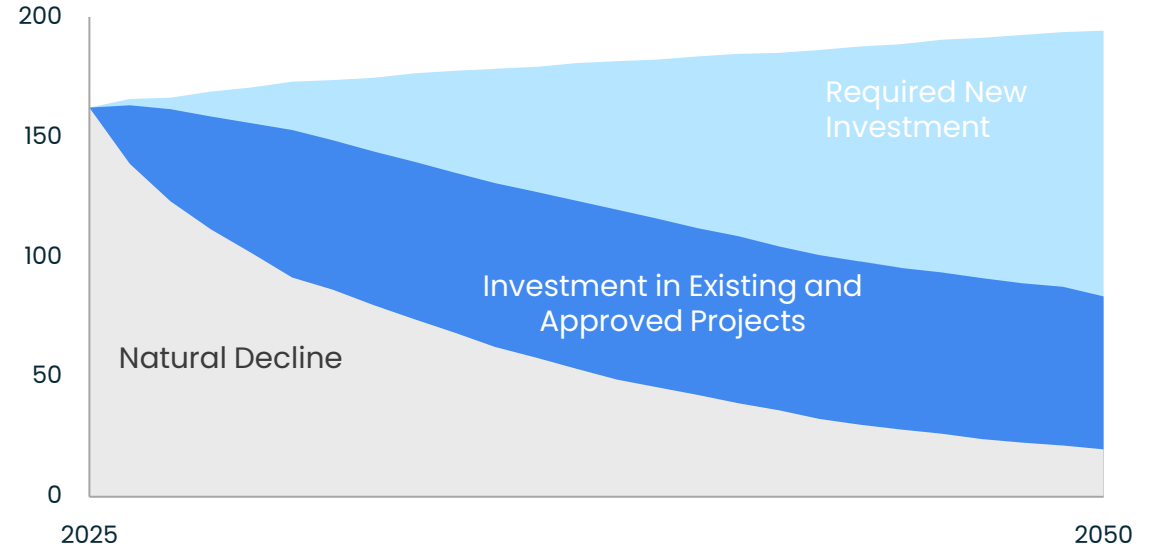 200
Required New
Investment
150
100
Investment in Existing and
Approved Projects
50
Natural Decline
0
2025
2050